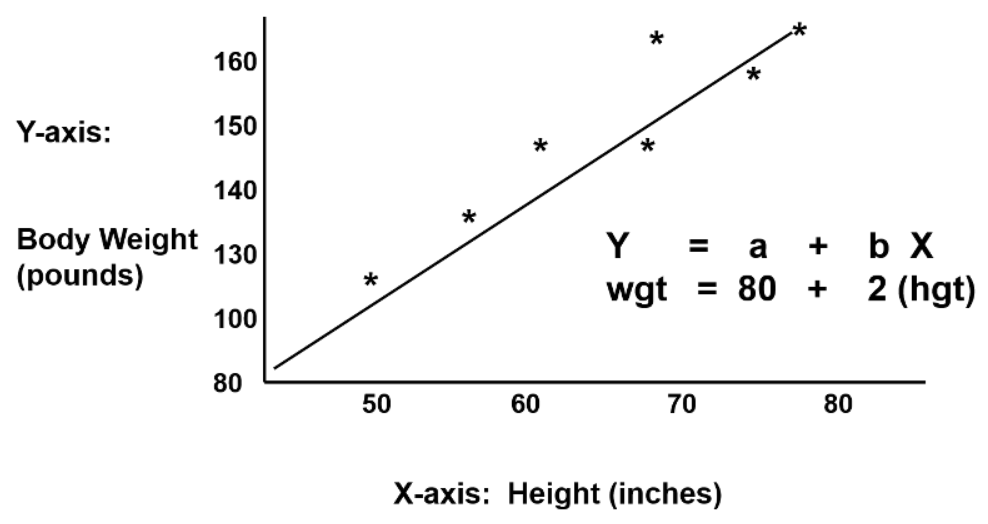 160
150
Y-axis:
140
Body Weight
(pounds)
130
Y = a + b X
wgt = 80 + 2 (hgt)
100
80
50 60 70 80
X-axis: Height (inches)